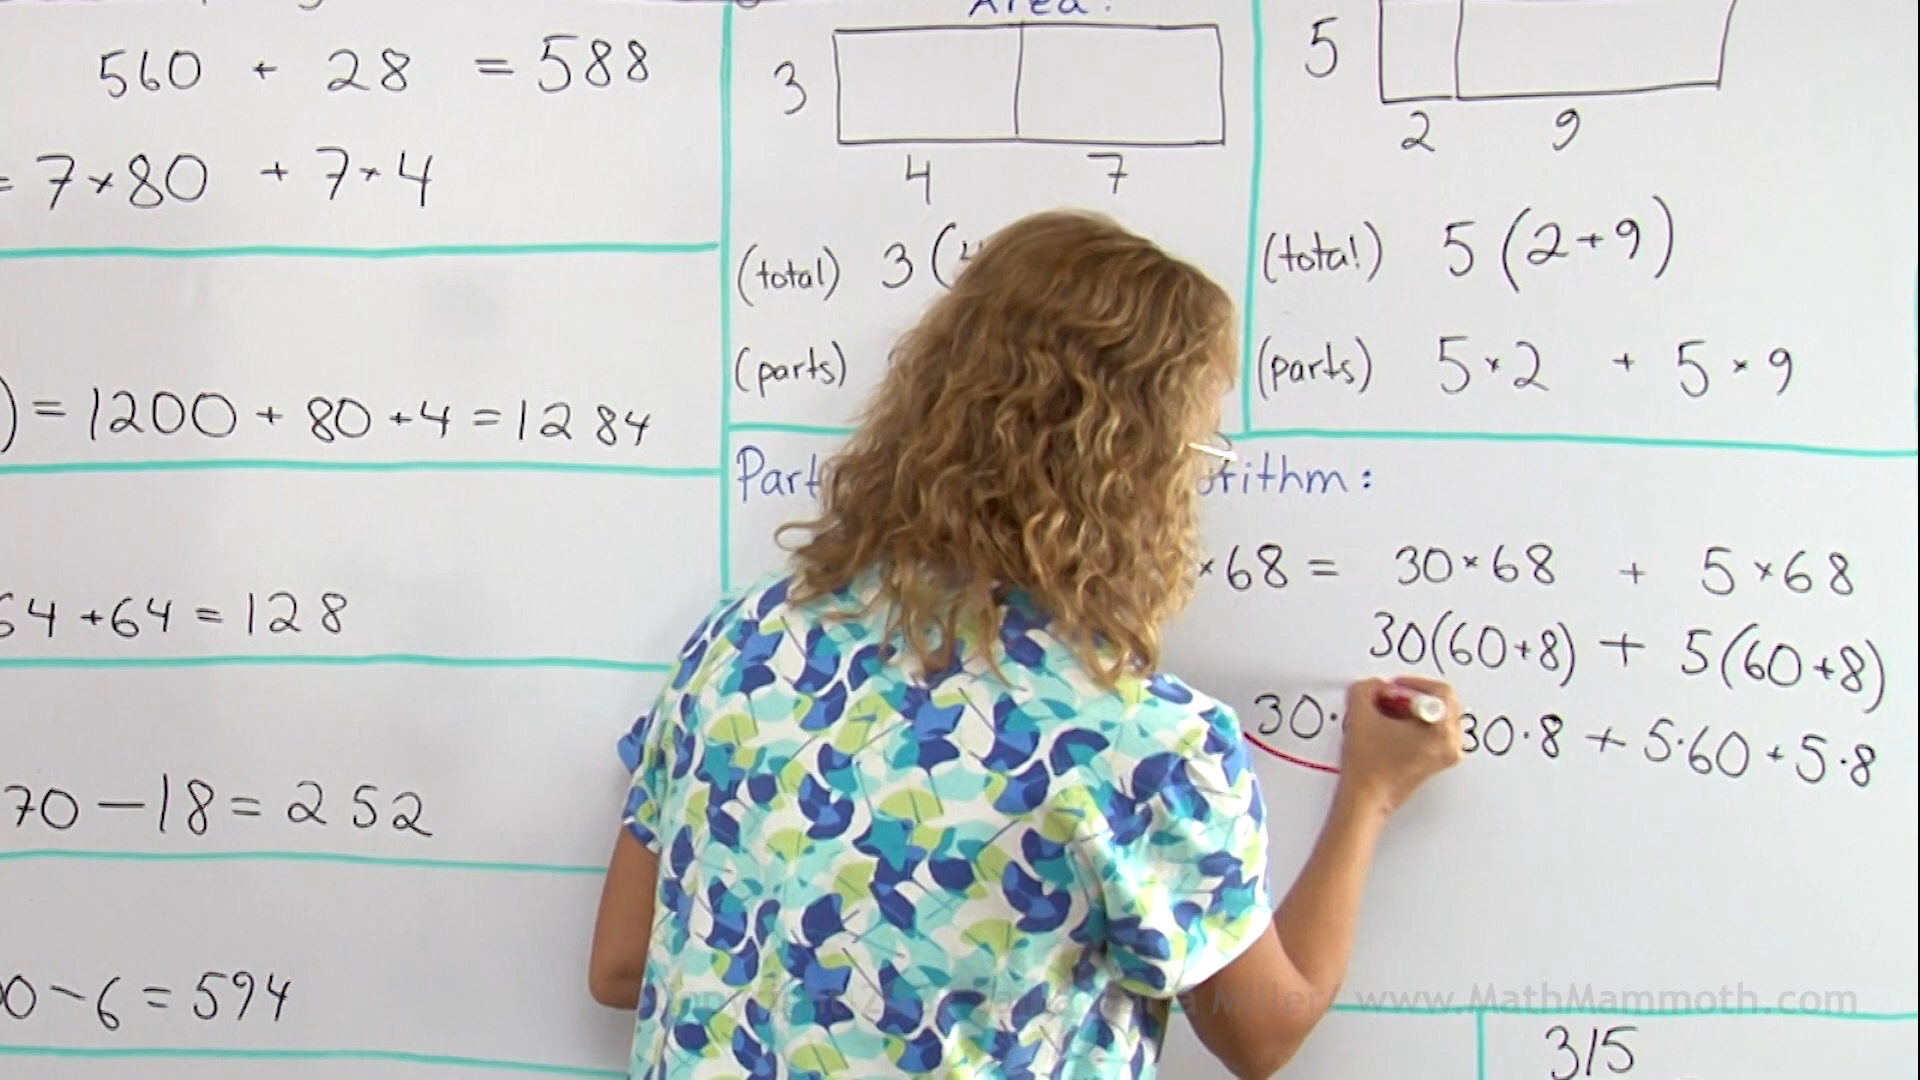 560 + 28 = 588
= 7×80 + 7×4
) = 1200 + 80 + 4 = 1284
64 + 64 = 128
70 – 18 = 252
0 – 6 = 594
Area:
3
4 7
(total) 3(4
(parts)
5
2 9
(total) 5(2+9)
(parts) 5×2 + 5×9
Part rithm:
×68 = 30×68 + 5×68
30(60+8) + 5(60+8)
30· 30·8 + 5·60 + 5·8
Miller www.MathMammoth.com
315